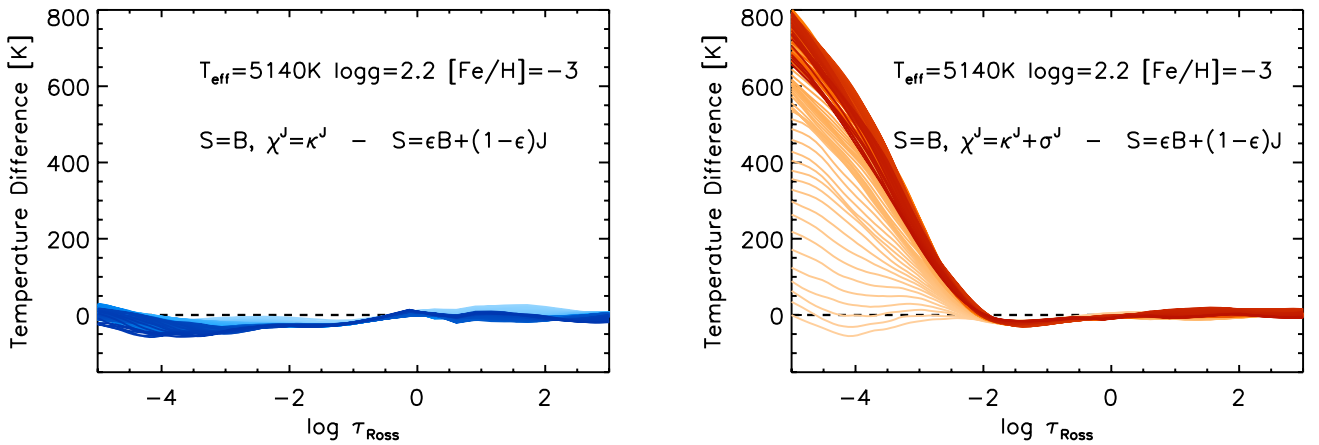 800
600
400
200
0
Temperature Difference [K]
T_eff=5140K logg=2.2 [Fe/H]=−3
S=B, χ^J=κ^J − S=ϵB+(1−ϵ)J
−4 −2 0 2
log τ_Ross
800
600
400
200
0
Temperature Difference [K]
T_eff=5140K logg=2.2 [Fe/H]=−3
S=B, χ^J=κ^J+σ^J − S=ϵB+(1−ϵ)J
−4 −2 0 2
log τ_Ross